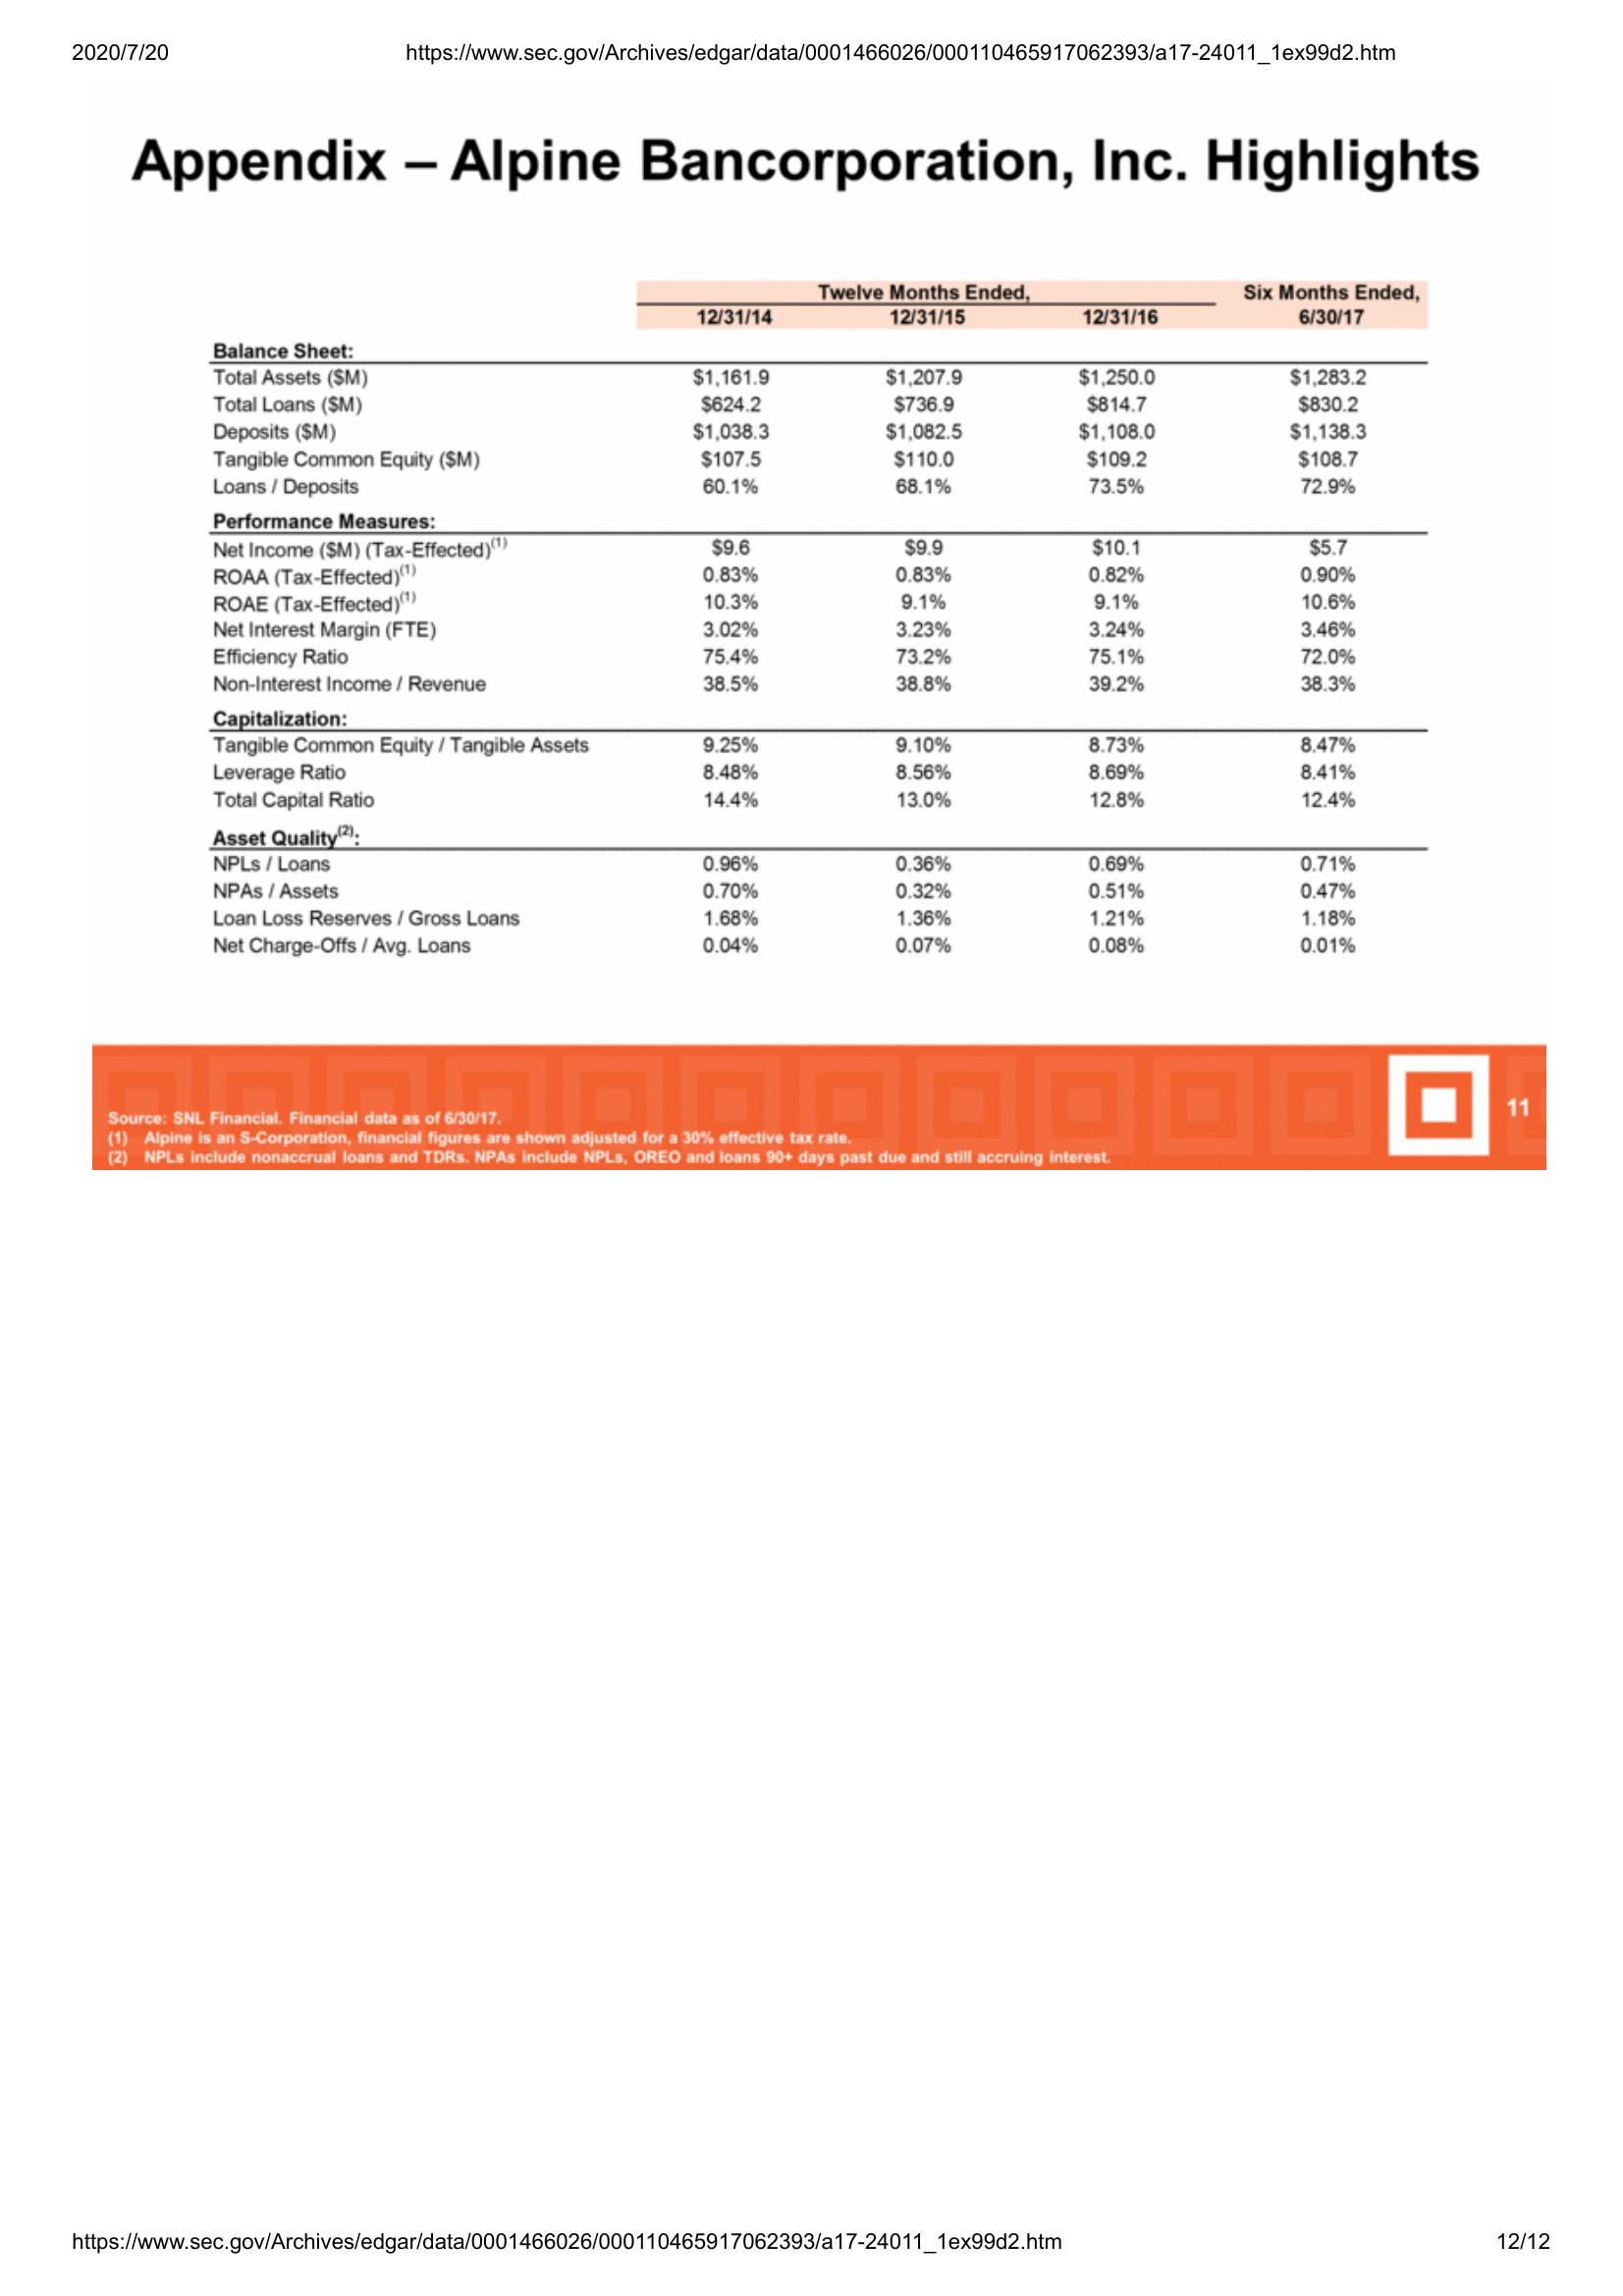 2020/7/20 https://www.sec.gov/Archives/edgar/data/0001466026/000110465917062393/a17-24011_1ex99d2.htm
Appendix – Alpine Bancorporation, Inc. Highlights
Twelve Months Ended, Six Months Ended,
12/31/14 12/31/15 12/31/16 6/30/17
Balance Sheet:
Total Assets ($M) $1,161.9 $1,207.9 $1,250.0 $1,283.2
Total Loans ($M) $624.2 $736.9 $814.7 $830.2
Deposits ($M) $1,038.3 $1,082.5 $1,108.0 $1,138.3
Tangible Common Equity ($M) $107.5 $110.0 $109.2 $108.7
Loans / Deposits 60.1% 68.1% 73.5% 72.9%
Performance Measures:
Net Income ($M) (Tax-Effected)(1) $9.6 $9.9 $10.1 $5.7
ROAA (Tax-Effected)(1) 0.83% 0.83% 0.82% 0.90%
ROAE (Tax-Effected)(1) 10.3% 9.1% 9.1% 10.6%
Net Interest Margin (FTE) 3.02% 3.23% 3.24% 3.46%
Efficiency Ratio 75.4% 73.2% 75.1% 72.0%
Non-Interest Income / Revenue 38.5% 38.8% 39.2% 38.3%
Capitalization:
Tangible Common Equity / Tangible Assets 9.25% 9.10% 8.73% 8.47%
Leverage Ratio 8.48% 8.56% 8.69% 8.41%
Total Capital Ratio 14.4% 13.0% 12.8% 12.4%
Asset Quality(2):
NPLs / Loans 0.96% 0.36% 0.69% 0.71%
NPAs / Assets 0.70% 0.32% 0.51% 0.47%
Loan Loss Reserves / Gross Loans 1.68% 1.36% 1.21% 1.18%
Net Charge-Offs / Avg. Loans 0.04% 0.07% 0.08% 0.01%
Source: SNL Financial. Financial data as of 6/30/17.
(1) Alpine is an S-Corporation, financial figures are shown adjusted for a 30% effective tax rate.
(2) NPLs include nonaccrual loans and TDRs. NPAs include NPLs, OREO and loans 90+ days past due and still accruing interest.
11
https://www.sec.gov/Archives/edgar/data/0001466026/000110465917062393/a17-24011_1ex99d2.htm 12/12